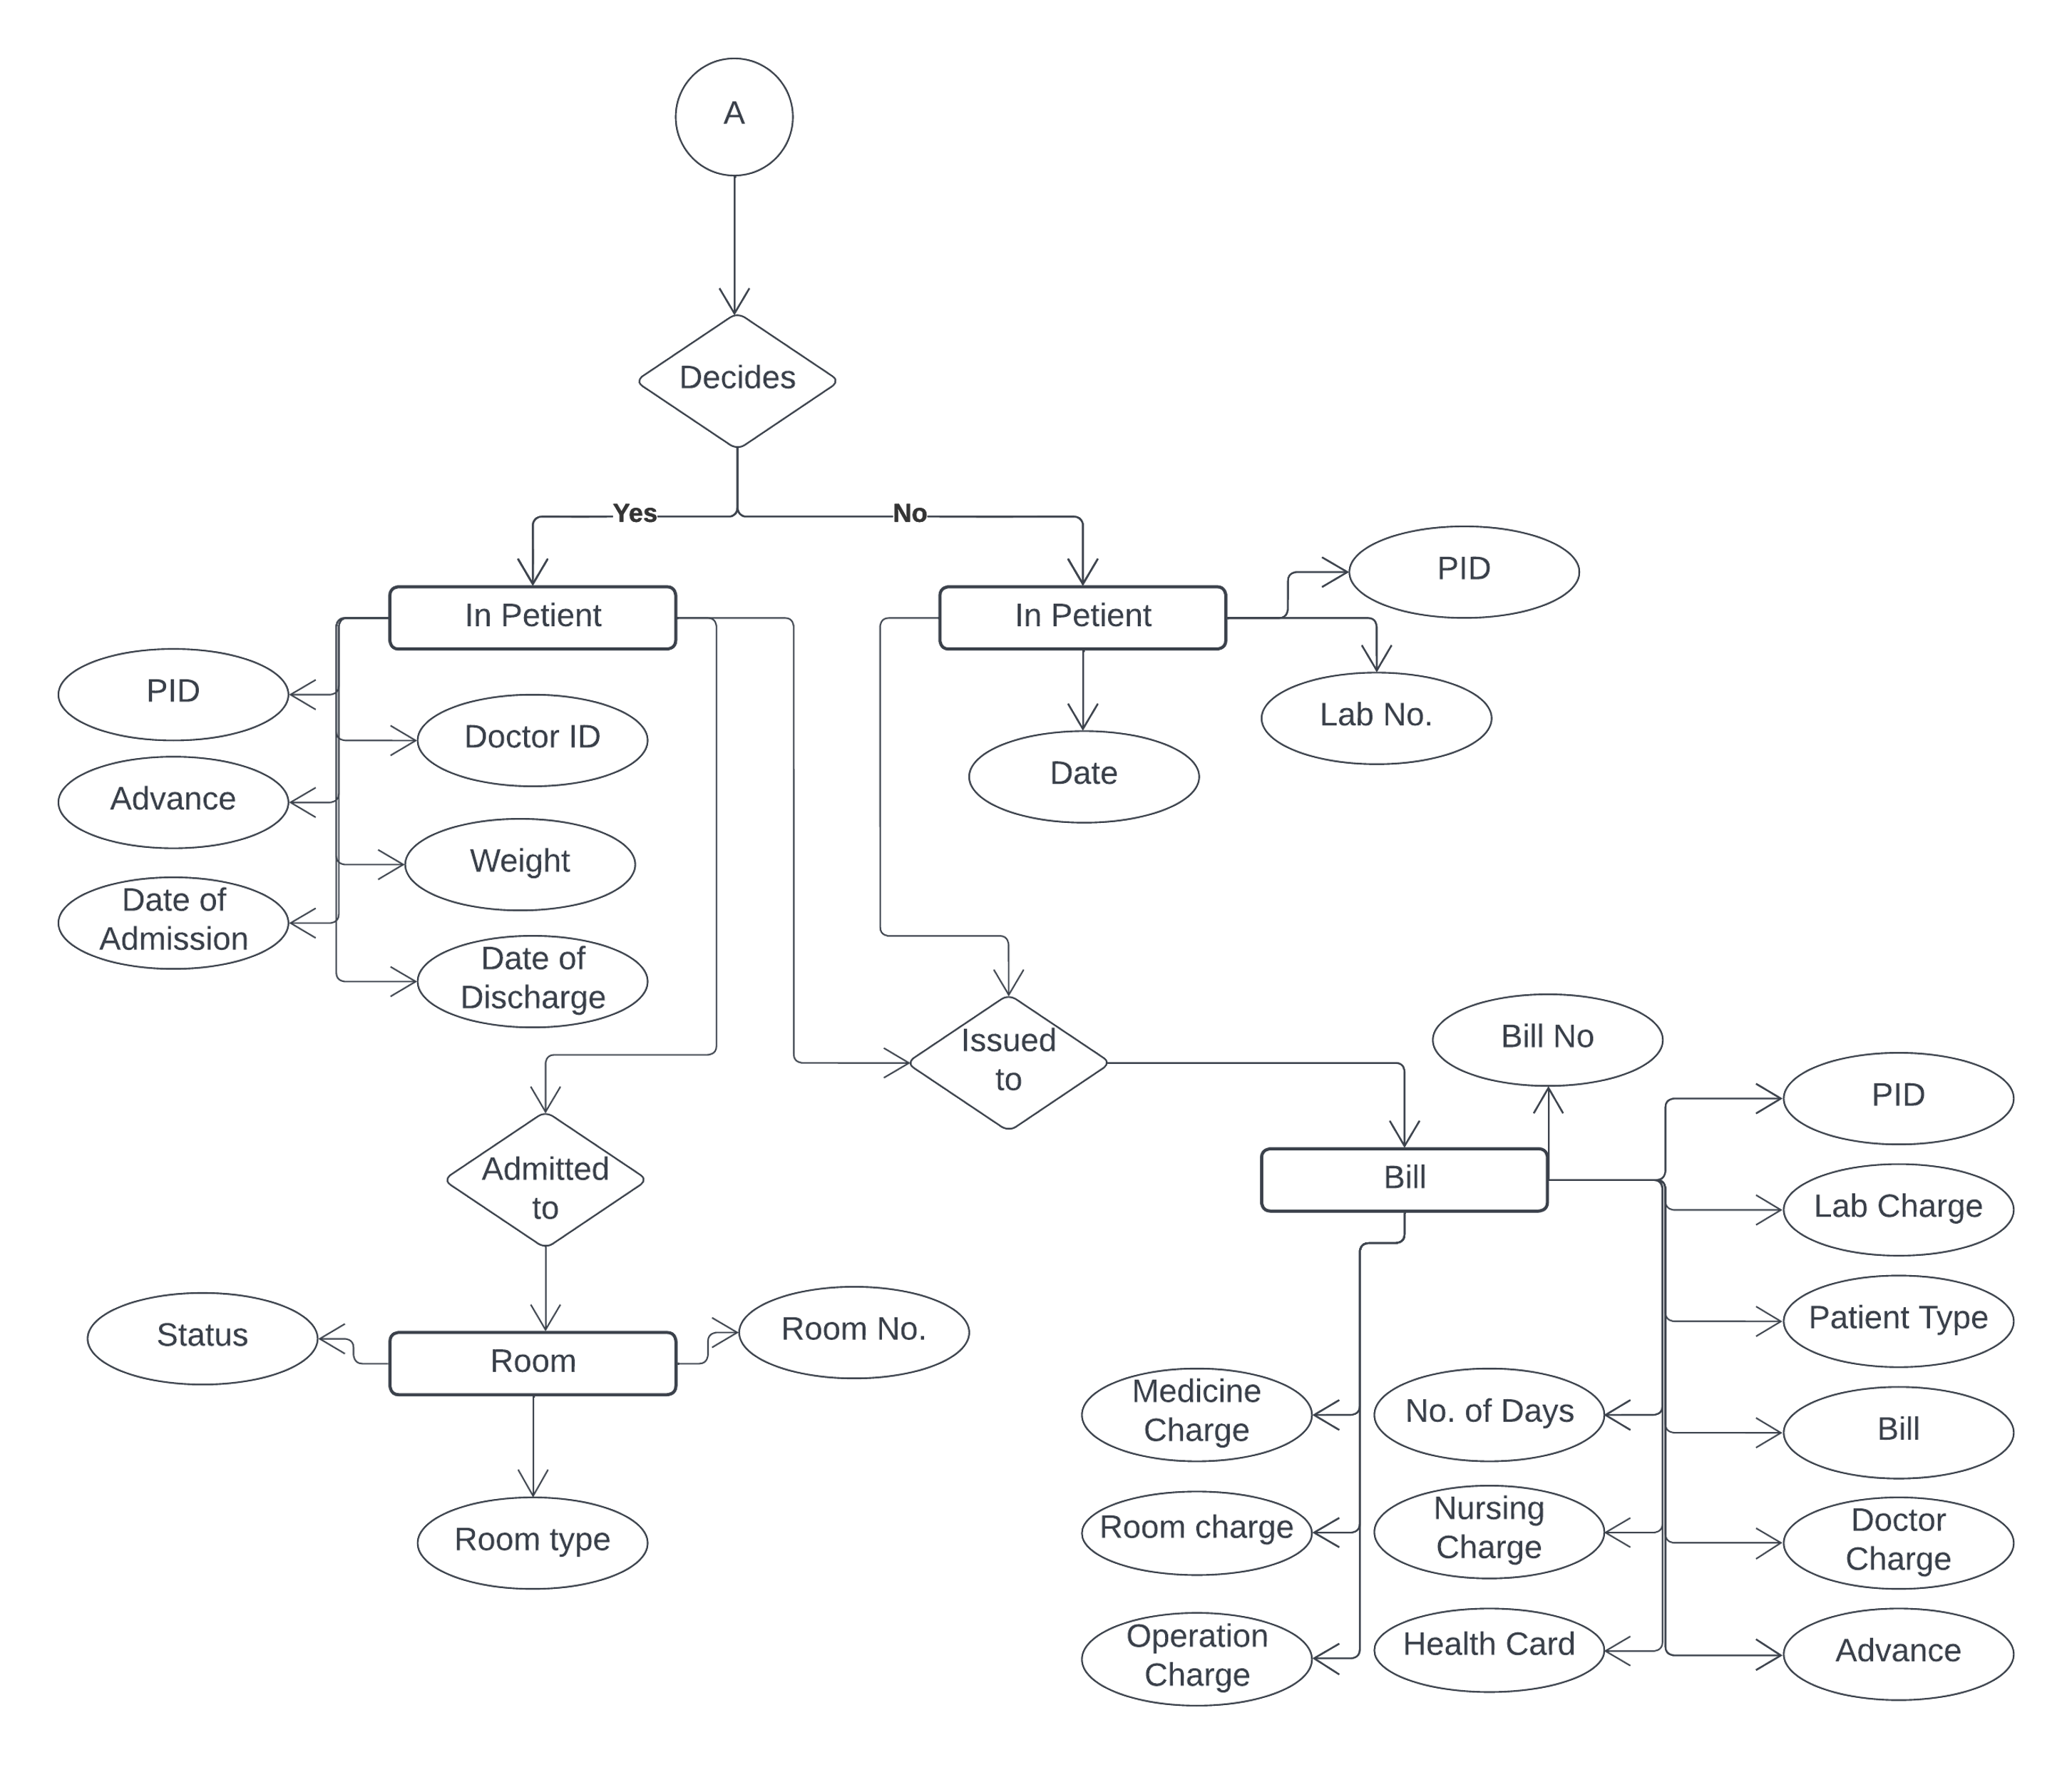 A
Decides
Yes
No
In Petient
In Petient
PID
PID
Lab No.
Doctor ID
Date
Advance
Weight
Date of
Admission
Date of
Discharge
Issued
to
Bill No
PID
Admitted
to
Bill
Lab Charge
Status
Room
Room No.
Patient Type
Medicine
Charge
No. of Days
Bill
Room type
Room charge
Nursing
Charge
Doctor
Charge
Operation
Charge
Health Card
Advance